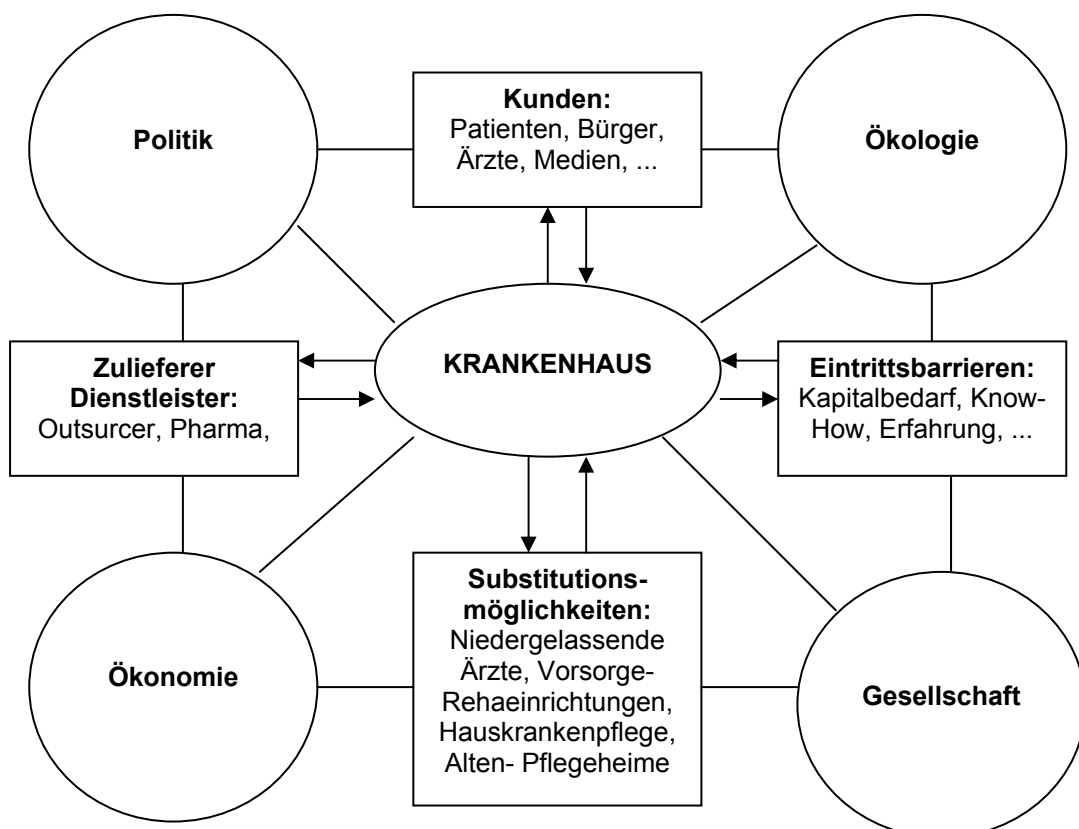 Politik
Kunden:
Patienten, Bürger,
Ärzte, Medien, ...
Ökologie
Zulieferer
Dienstleister:
Outsurcer, Pharma,
KRANKENHAUS
Eintrittsbarrieren:
Kapitalbedarf, Know-
How, Erfahrung, ...
Ökonomie
Substitutions-
möglichkeiten:
Niedergelassende
Ärzte, Vorsorge-
Rehaeinrichtungen,
Hauskrankenpflege,
Alten- Pflegeheime
Gesellschaft